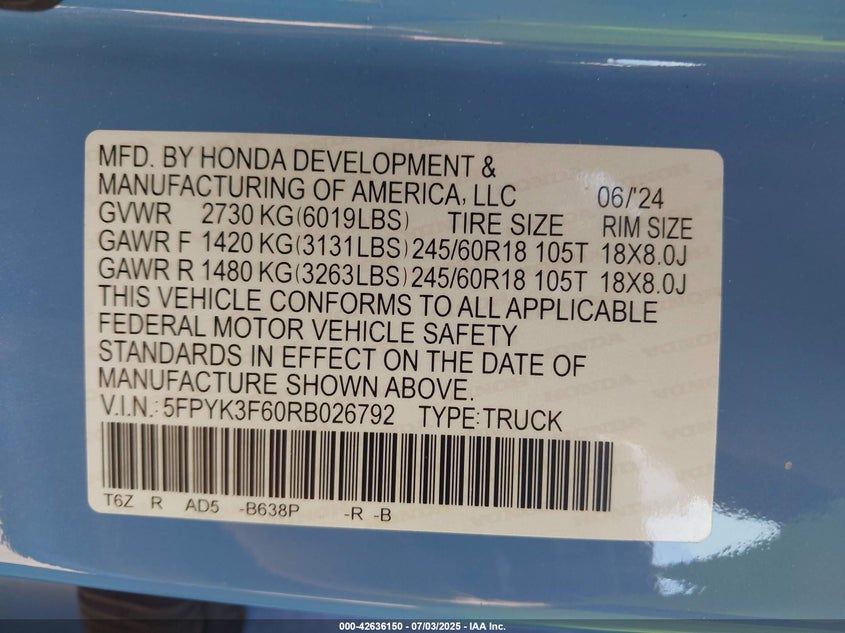 MFD. BY HONDA DEVELOPMENT &
MANUFACTURING OF AMERICA, LLC 06/'24
GVWR 2730 KG(6019LBS) TIRE SIZE RIM SIZE
GAWR F 1420 KG(3131LBS) 245/60R18 105T 18X8.0J
GAWR R 1480 KG(3263LBS) 245/60R18 105T 18X8.0J
THIS VEHICLE CONFORMS TO ALL APPLICABLE
FEDERAL MOTOR VEHICLE SAFETY
STANDARDS IN EFFECT ON THE DATE OF
MANUFACTURE SHOWN ABOVE.
V.I.N.: 5FPYK3F60RB026792 TYPE: TRUCK
T6Z R AD5 -B638P -R -B
000-42636150 - 07/03/2025 - IAA Inc.